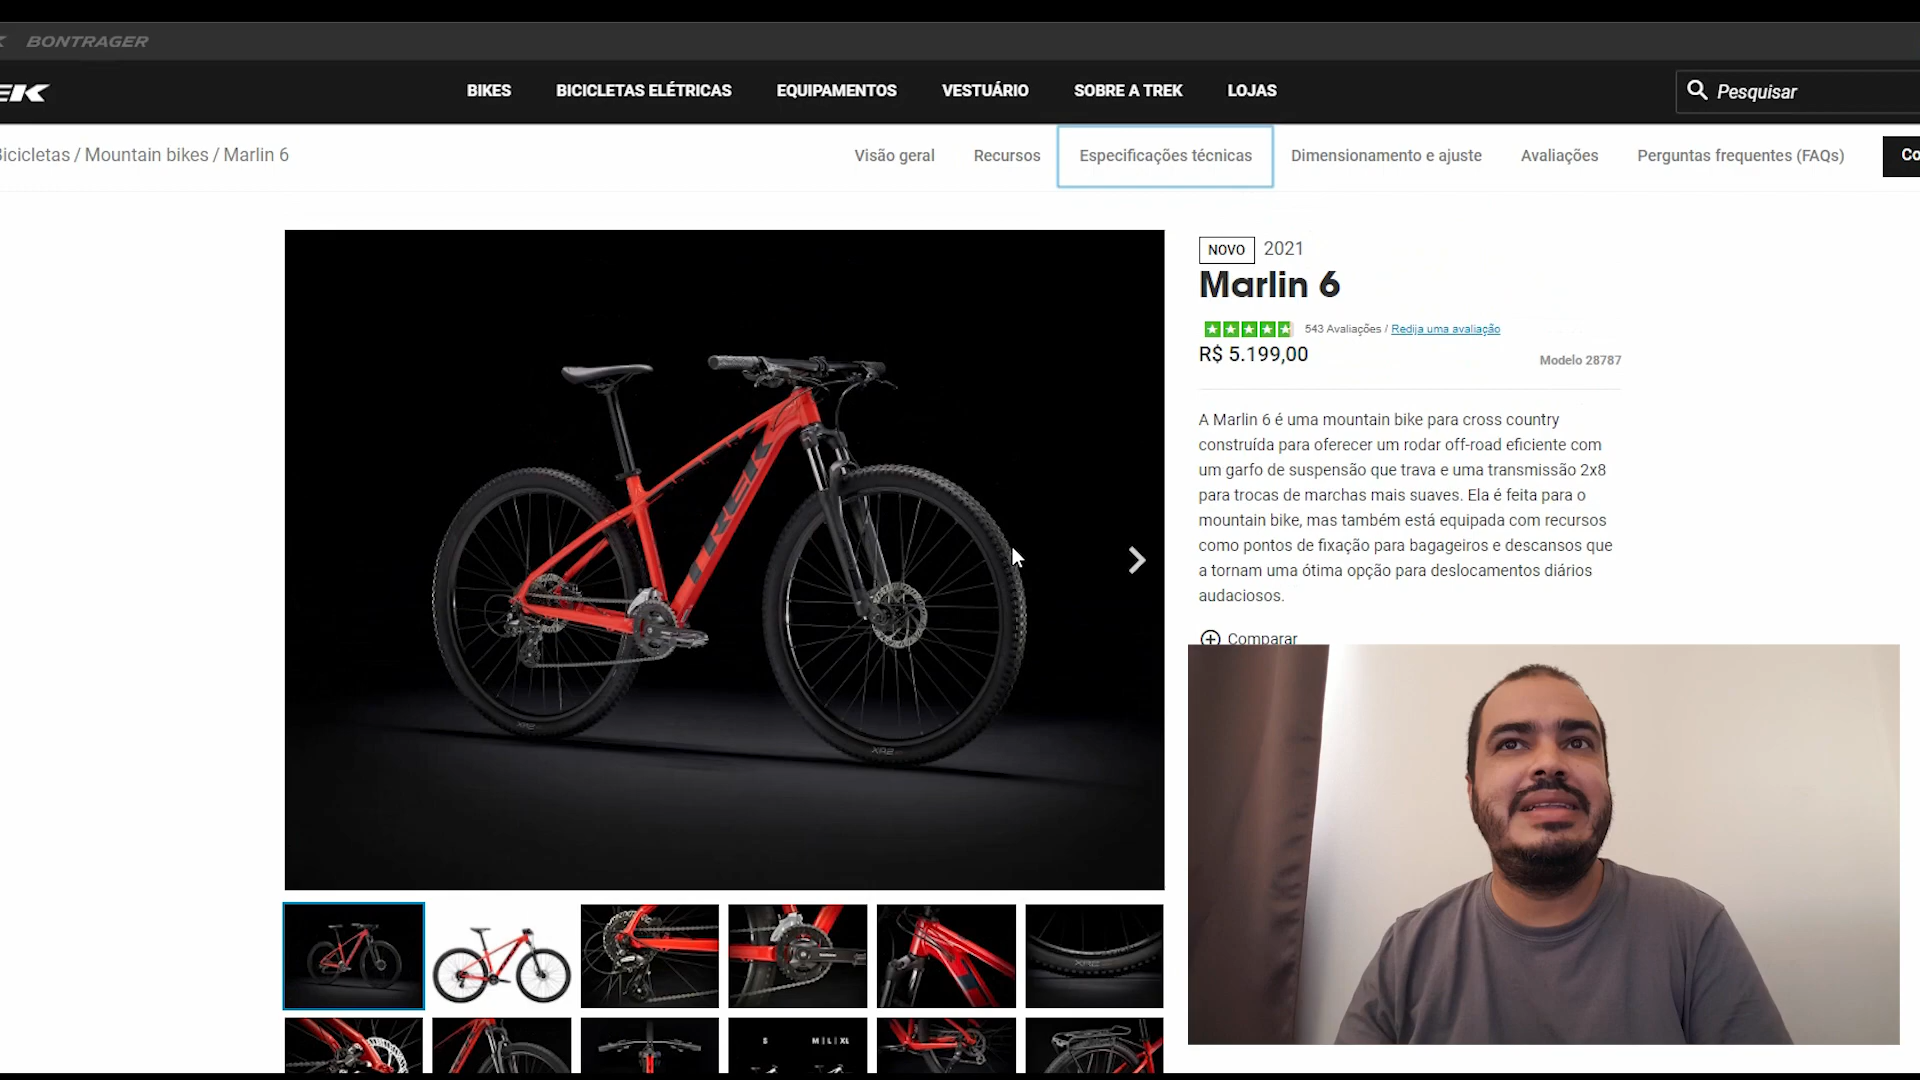 BONTRAGER
BIKES BICICLETAS ELÉTRICAS EQUIPAMENTOS VESTUÁRIO SOBRE A TREK LOJAS
Pesquisar
Bicicletas / Mountain bikes / Marlin 6
Visão geral Recursos Especificações técnicas Dimensionamento e ajuste Avaliações Perguntas frequentes (FAQs)
NOVO 2021
Marlin 6
543 Avaliações / Redija uma avaliação
R$ 5.199,00
Modelo 28787
A Marlin 6 é uma mountain bike para cross country
construída para oferecer um rodar off-road eficiente com
um garfo de suspensão que trava e uma transmissão 2x8
para trocas de marchas mais suaves. Ela é feita para o
mountain bike, mas também está equipada com recursos
como pontos de fixação para bagageiros e descansos que
a tornam uma ótima opção para deslocamentos diários
audaciosos.
Comparar
TREK
XR2
XR2
S M | L | XL